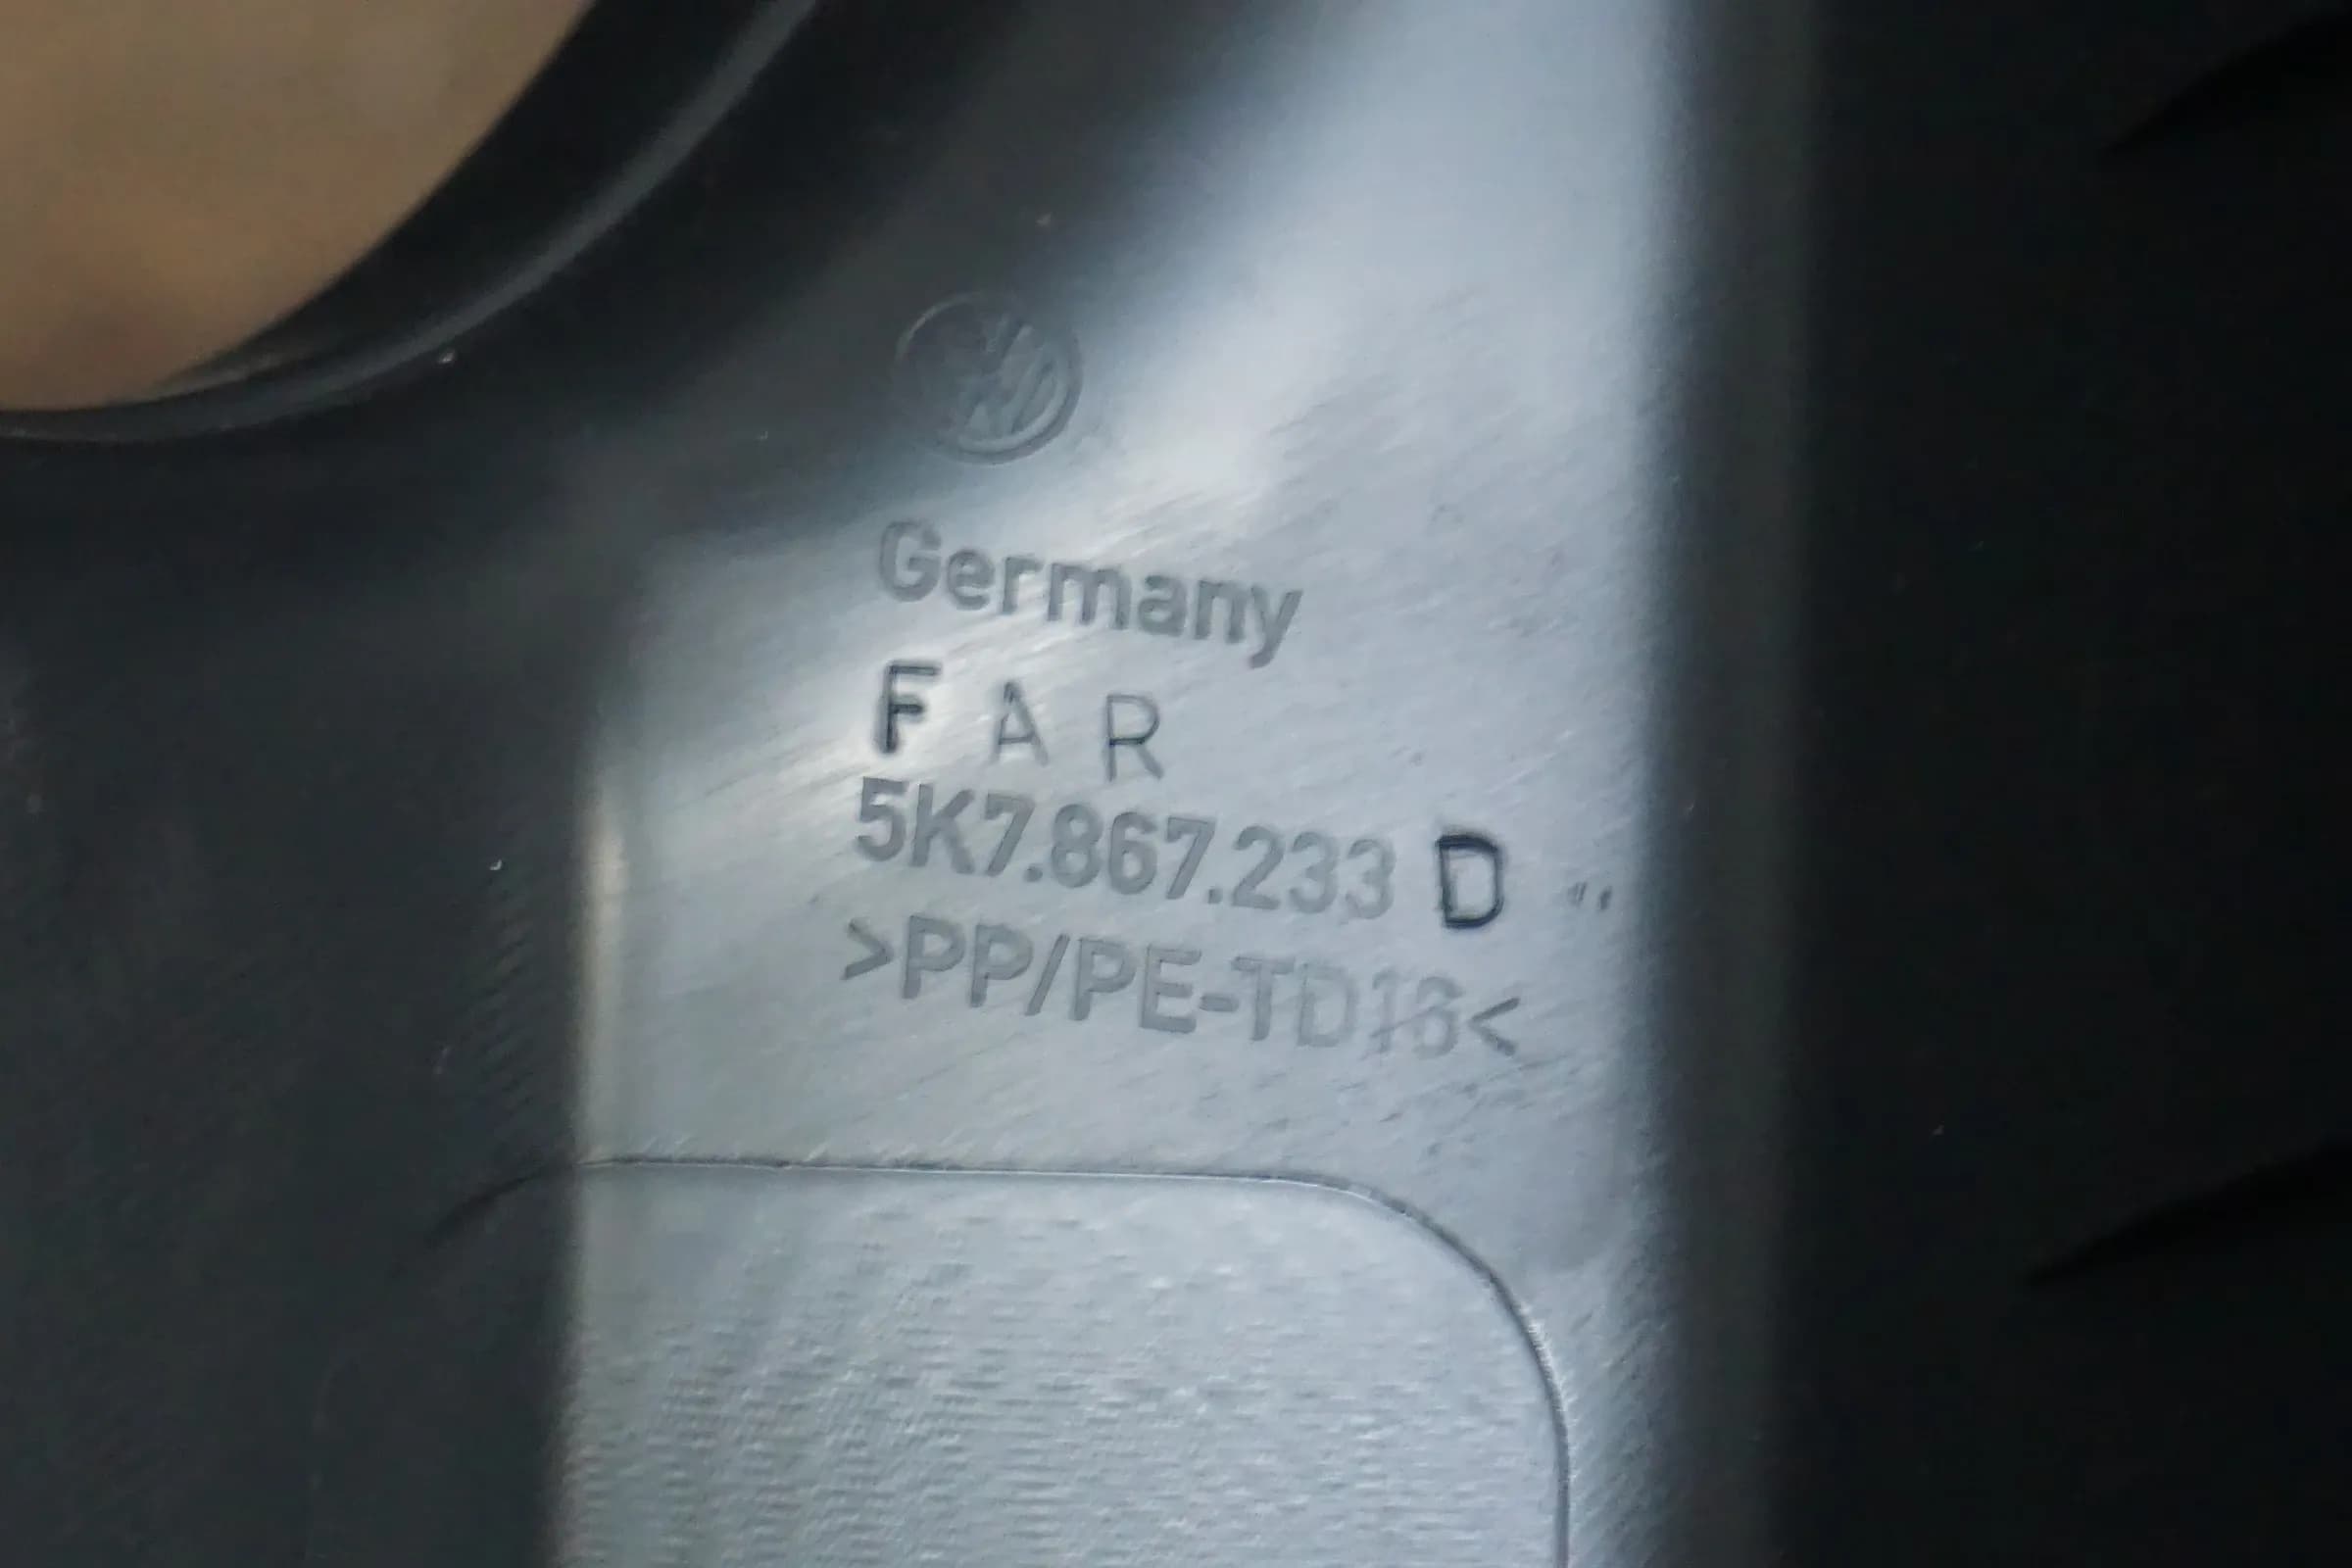 Germany
F A R
5K7.867.233 D
>PP/PE-TD16<